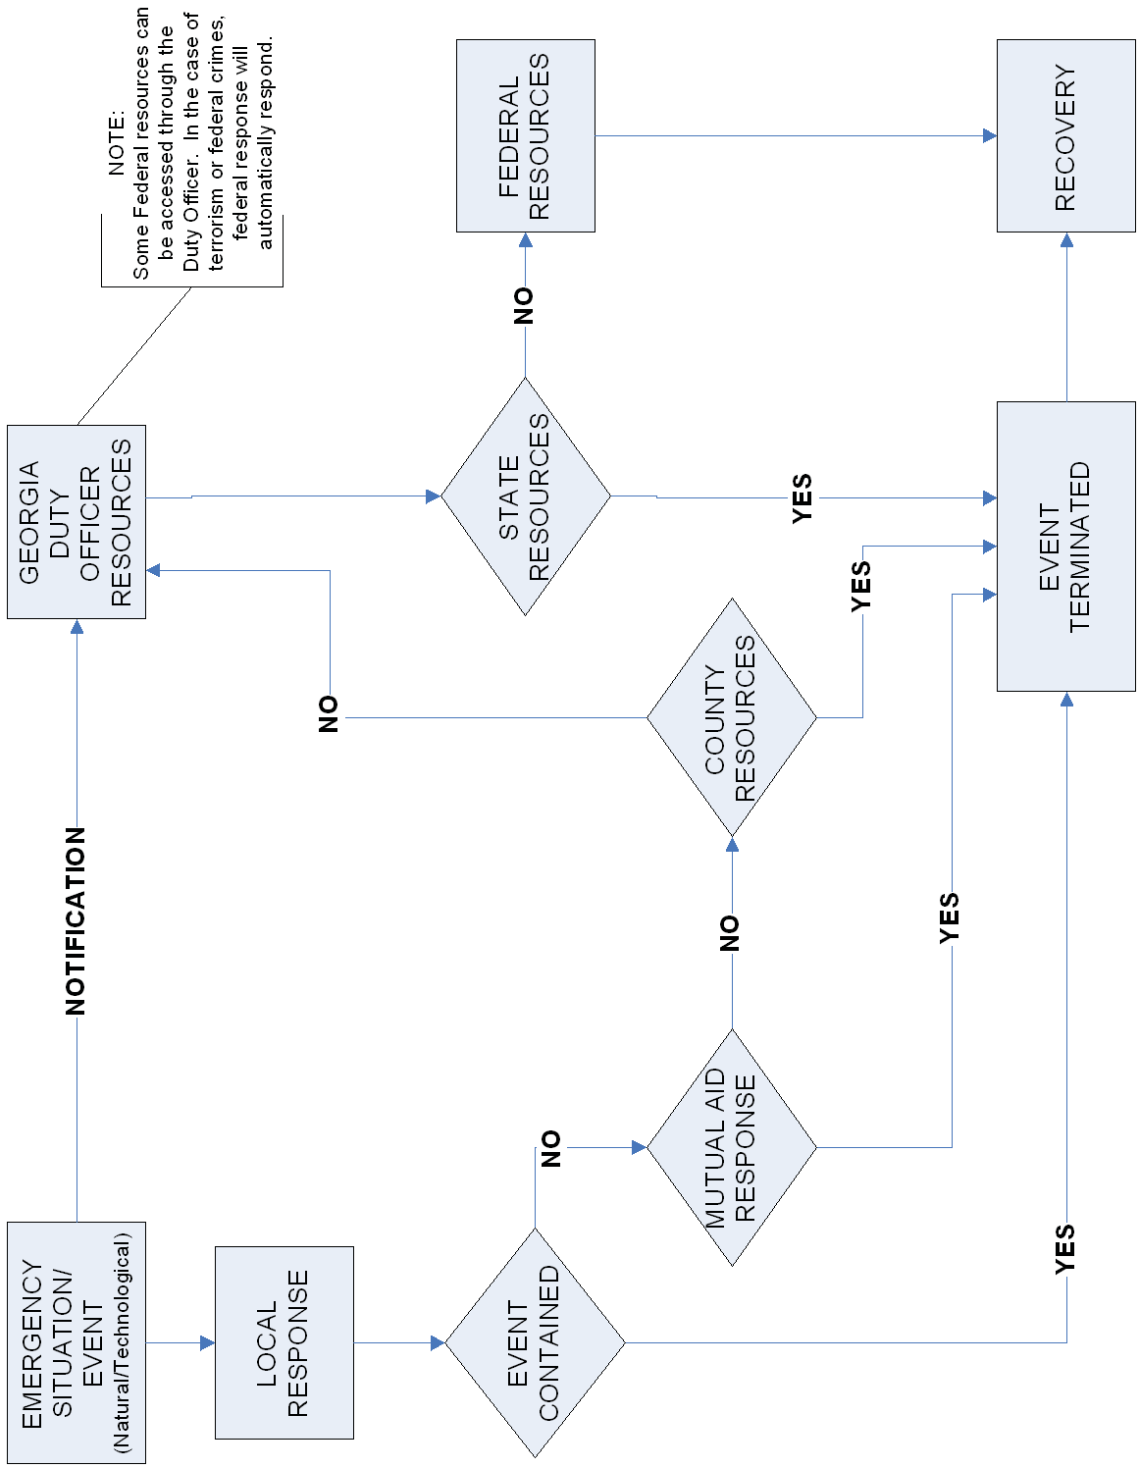 EMERGENCY
SITUATION/
EVENT
(Natural/Technological)
NOTIFICATION
GEORGIA
DUTY
OFFICER
RESOURCES
NOTE:
Some Federal resources can
be accessed through the
Duty Officer. In the case of
terrorism or federal crimes,
federal response will
automatically respond.
LOCAL
RESPONSE
EVENT
CONTAINED
NO
MUTUAL AID
RESPONSE
NO
COUNTY
RESOURCES
NO
STATE
RESOURCES
NO
FEDERAL
RESOURCES
YES
YES
YES
YES
EVENT
TERMINATED
RECOVERY